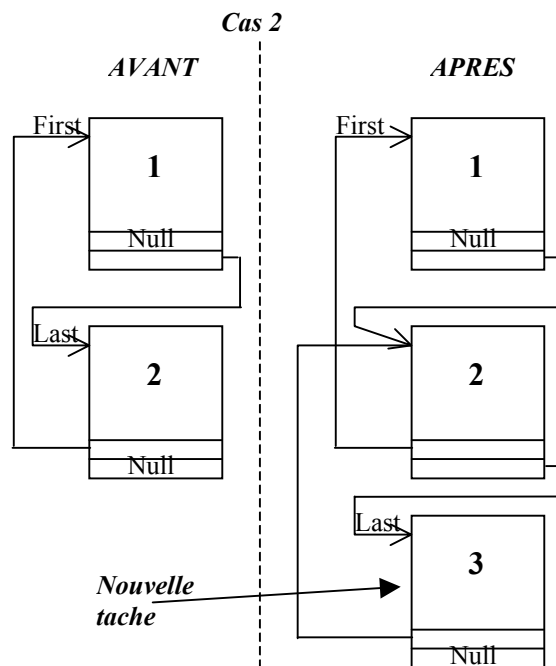 Cas 2
AVANT
First
1
Null
Last
2
Null
APRES
First
1
Null
2
Last
3
Null
Nouvelle
tache